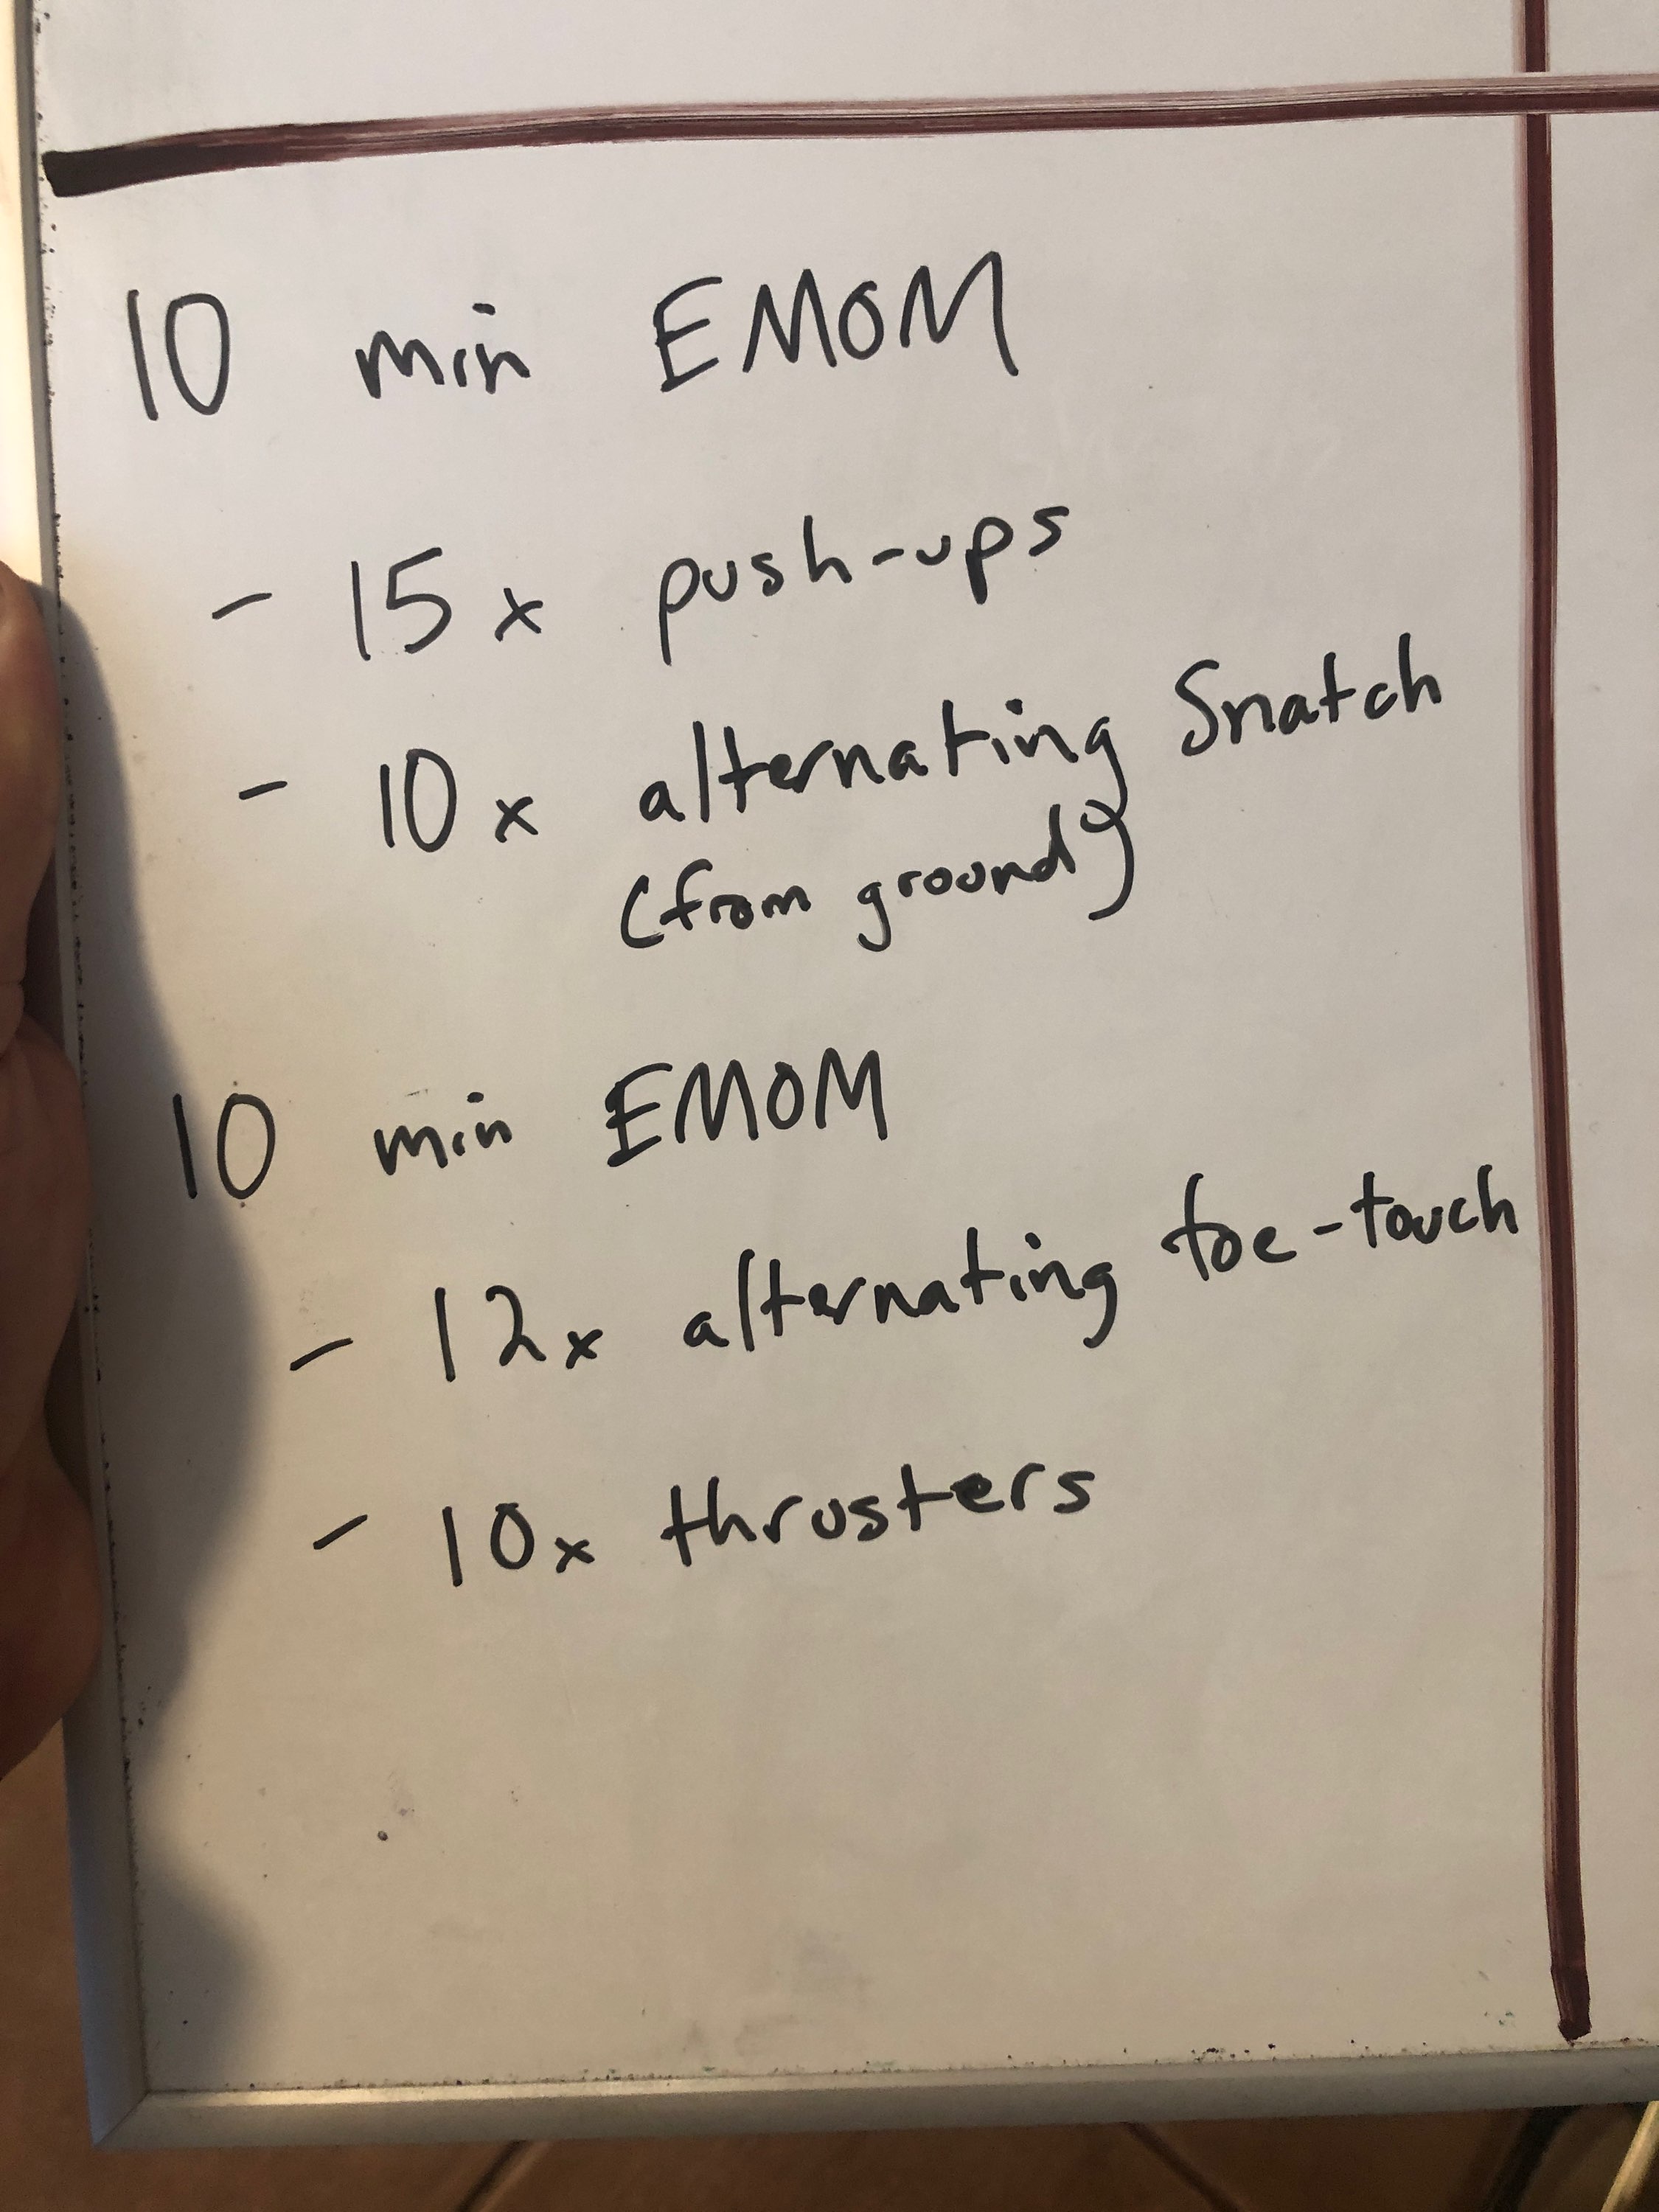 10 min EMOM
- 15x push-ups
- 10x alternating Snatch
(from ground)
10 min EMOM
- 12x alternating toe-touch
- 10x thrusters